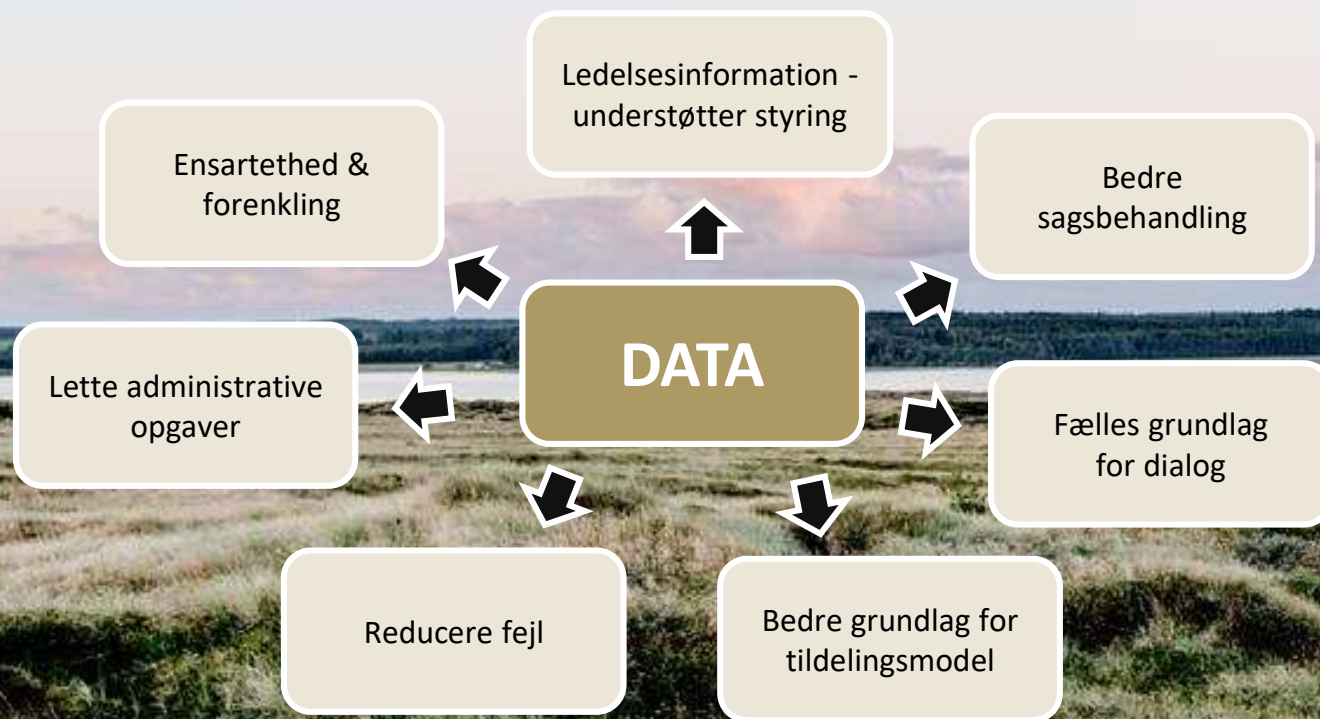 Ledelsesinformation -
understøtter styring
Ensartethed &
forenkling
Bedre
sagsbehandling
DATA
Lette administrative
opgaver
Fælles grundlag
for dialog
Reducere fejl
Bedre grundlag for
tildelingsmodel